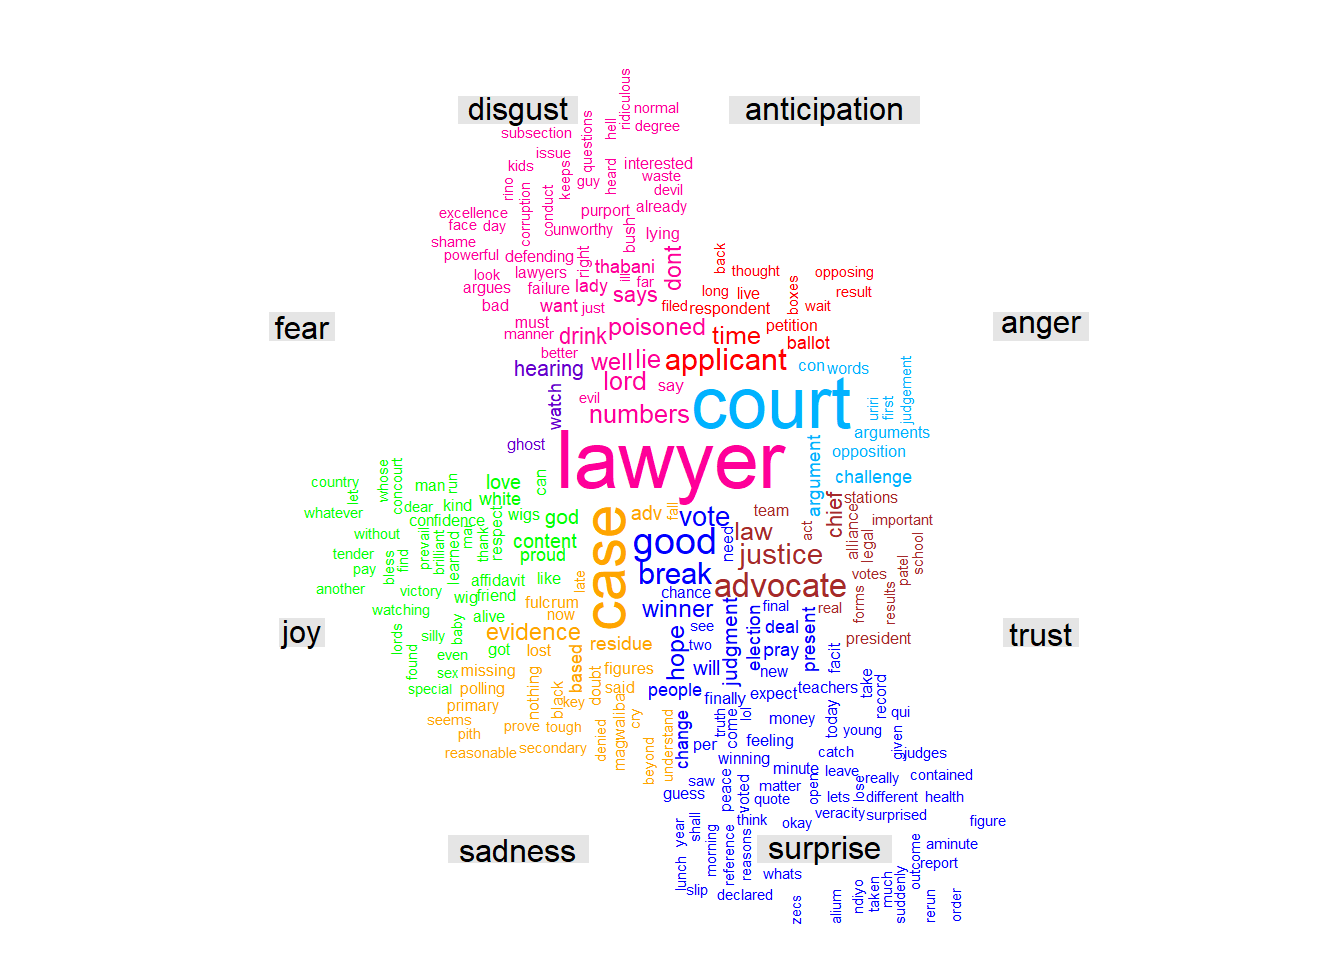 disgust
anticipation
fear
anger
joy
trust
sadness
surprise
ridiculous
normal
hell
degree
subsection
questions
issue
kids
keeps
guy
heard
interested
waste
devil
rino
corruption
conduct
excellence
face
day
unworthy
purport
already
bush
lying
shame
powerful
defending
right
look
lawyers
thabani
ill
far
dont
argues
failure
lady
says
bad
want
just
must
manner
drink
poisoned
better
well
lie
lord
say
evil
numbers
lawyer
back
thought
opposing
long
live
boxes
result
filed
respondent
wait
time
petition
ballot
applicant
hearing
watch
ghost
con
words
court
uriri
first
judgement
arguments
argument
opposition
challenge
country
let
whose
concourt
man
run
love
can
whatever
dear
kind
white
confidence
wigs
god
without
prevail
brilliant
learned
mat
thank
respect
content
proud
tender
pay
bless
find
another
victory
affidavit
like
wig
friend
watching
alive
lords
found
silly
baby
even
got
sex
special
case
adv
fall
late
fulcrum
now
evidence
lost
residue
missing
based
doubt
figures
polling
nothing
black
key
said
primary
magwaliba
cry
seems
pith
prove
tough
denied
reasonable
secondary
beyond
understand
team
act
chief
stations
important
law
alliance
legal
justice
patel
school
votes
advocate
forms
results
real
president
vote
good
need
break
chance
winner
judgment
final
see
election
deal
hope
two
pray
present
facit
will
new
people
finally
expect
teachers
take
record
change
truth
come
lol
money
today
young
given
qui
per
feeling
winning
catch
judges
saw
minute
leave
really
contained
guess
peace
voted
matter
open
lose
quote
lets
different
health
year
shall
think
okay
veracity
surprised
figure
lunch
morning
reference
reasons
whats
outcome
aminute
report
slip
declared
zecs
alium
ndiyo
taken
much
suddenly
rerun
order